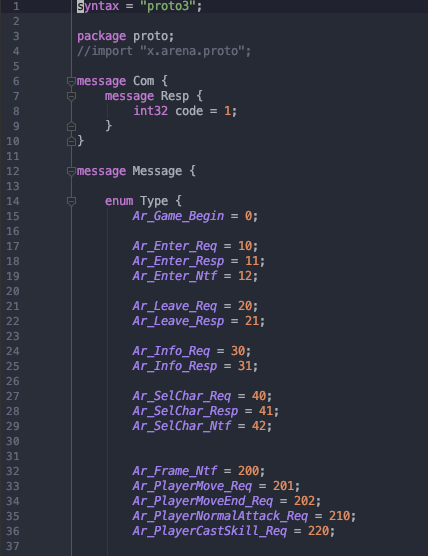 1 syntax = "proto3";
2
3 package proto;
4 //import "x.arena.proto";
5
6 message Com {
7 message Resp {
8 int32 code = 1;
9 }
10 }
11
12 message Message {
13
14 enum Type {
15 Ar_Game_Begin = 0;
16
17 Ar_Enter_Req = 10;
18 Ar_Enter_Resp = 11;
19 Ar_Enter_Ntf = 12;
20
21 Ar_Leave_Req = 20;
22 Ar_Leave_Resp = 21;
23
24 Ar_Info_Req = 30;
25 Ar_Info_Resp = 31;
26
27 Ar_SelChar_Req = 40;
28 Ar_SelChar_Resp = 41;
29 Ar_SelChar_Ntf = 42;
30
31
32 Ar_Frame_Ntf = 200;
33 Ar_PlayerMove_Req = 201;
34 Ar_PlayerMoveEnd_Req = 202;
35 Ar_PlayerNormalAttack_Req = 210;
36 Ar_PlayerCastSkill_Req = 220;
37